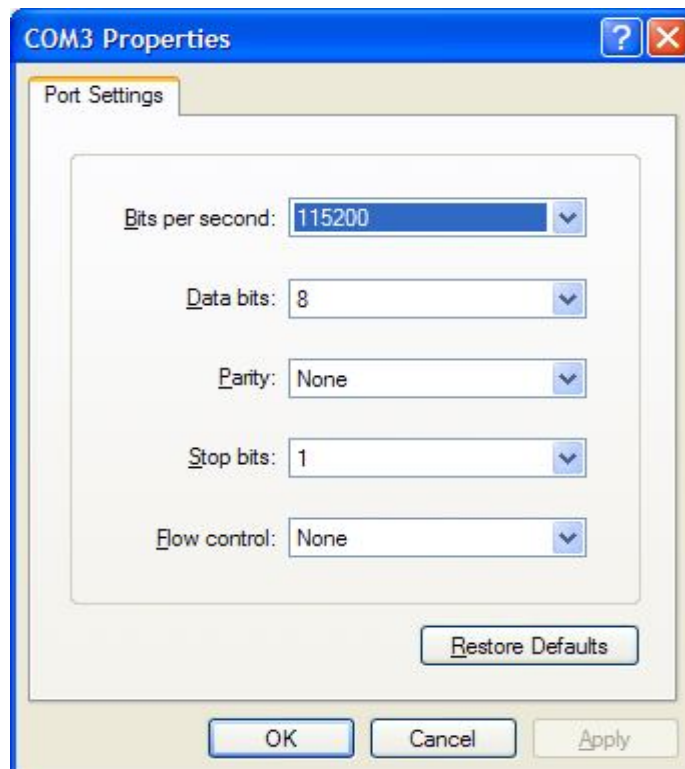 COM3 Properties
Port Settings
Bits per second: 115200
Data bits: 8
Parity: None
Stop bits: 1
Flow control: None
Restore Defaults
OK Cancel Apply